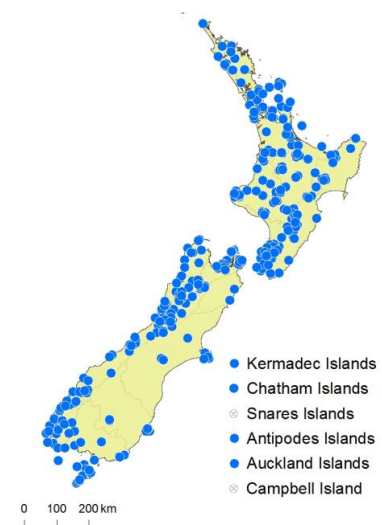 Kermadec Islands
Chatham Islands
Snares Islands
Antipodes Islands
Auckland Islands
Campbell Island
0 100 200 km